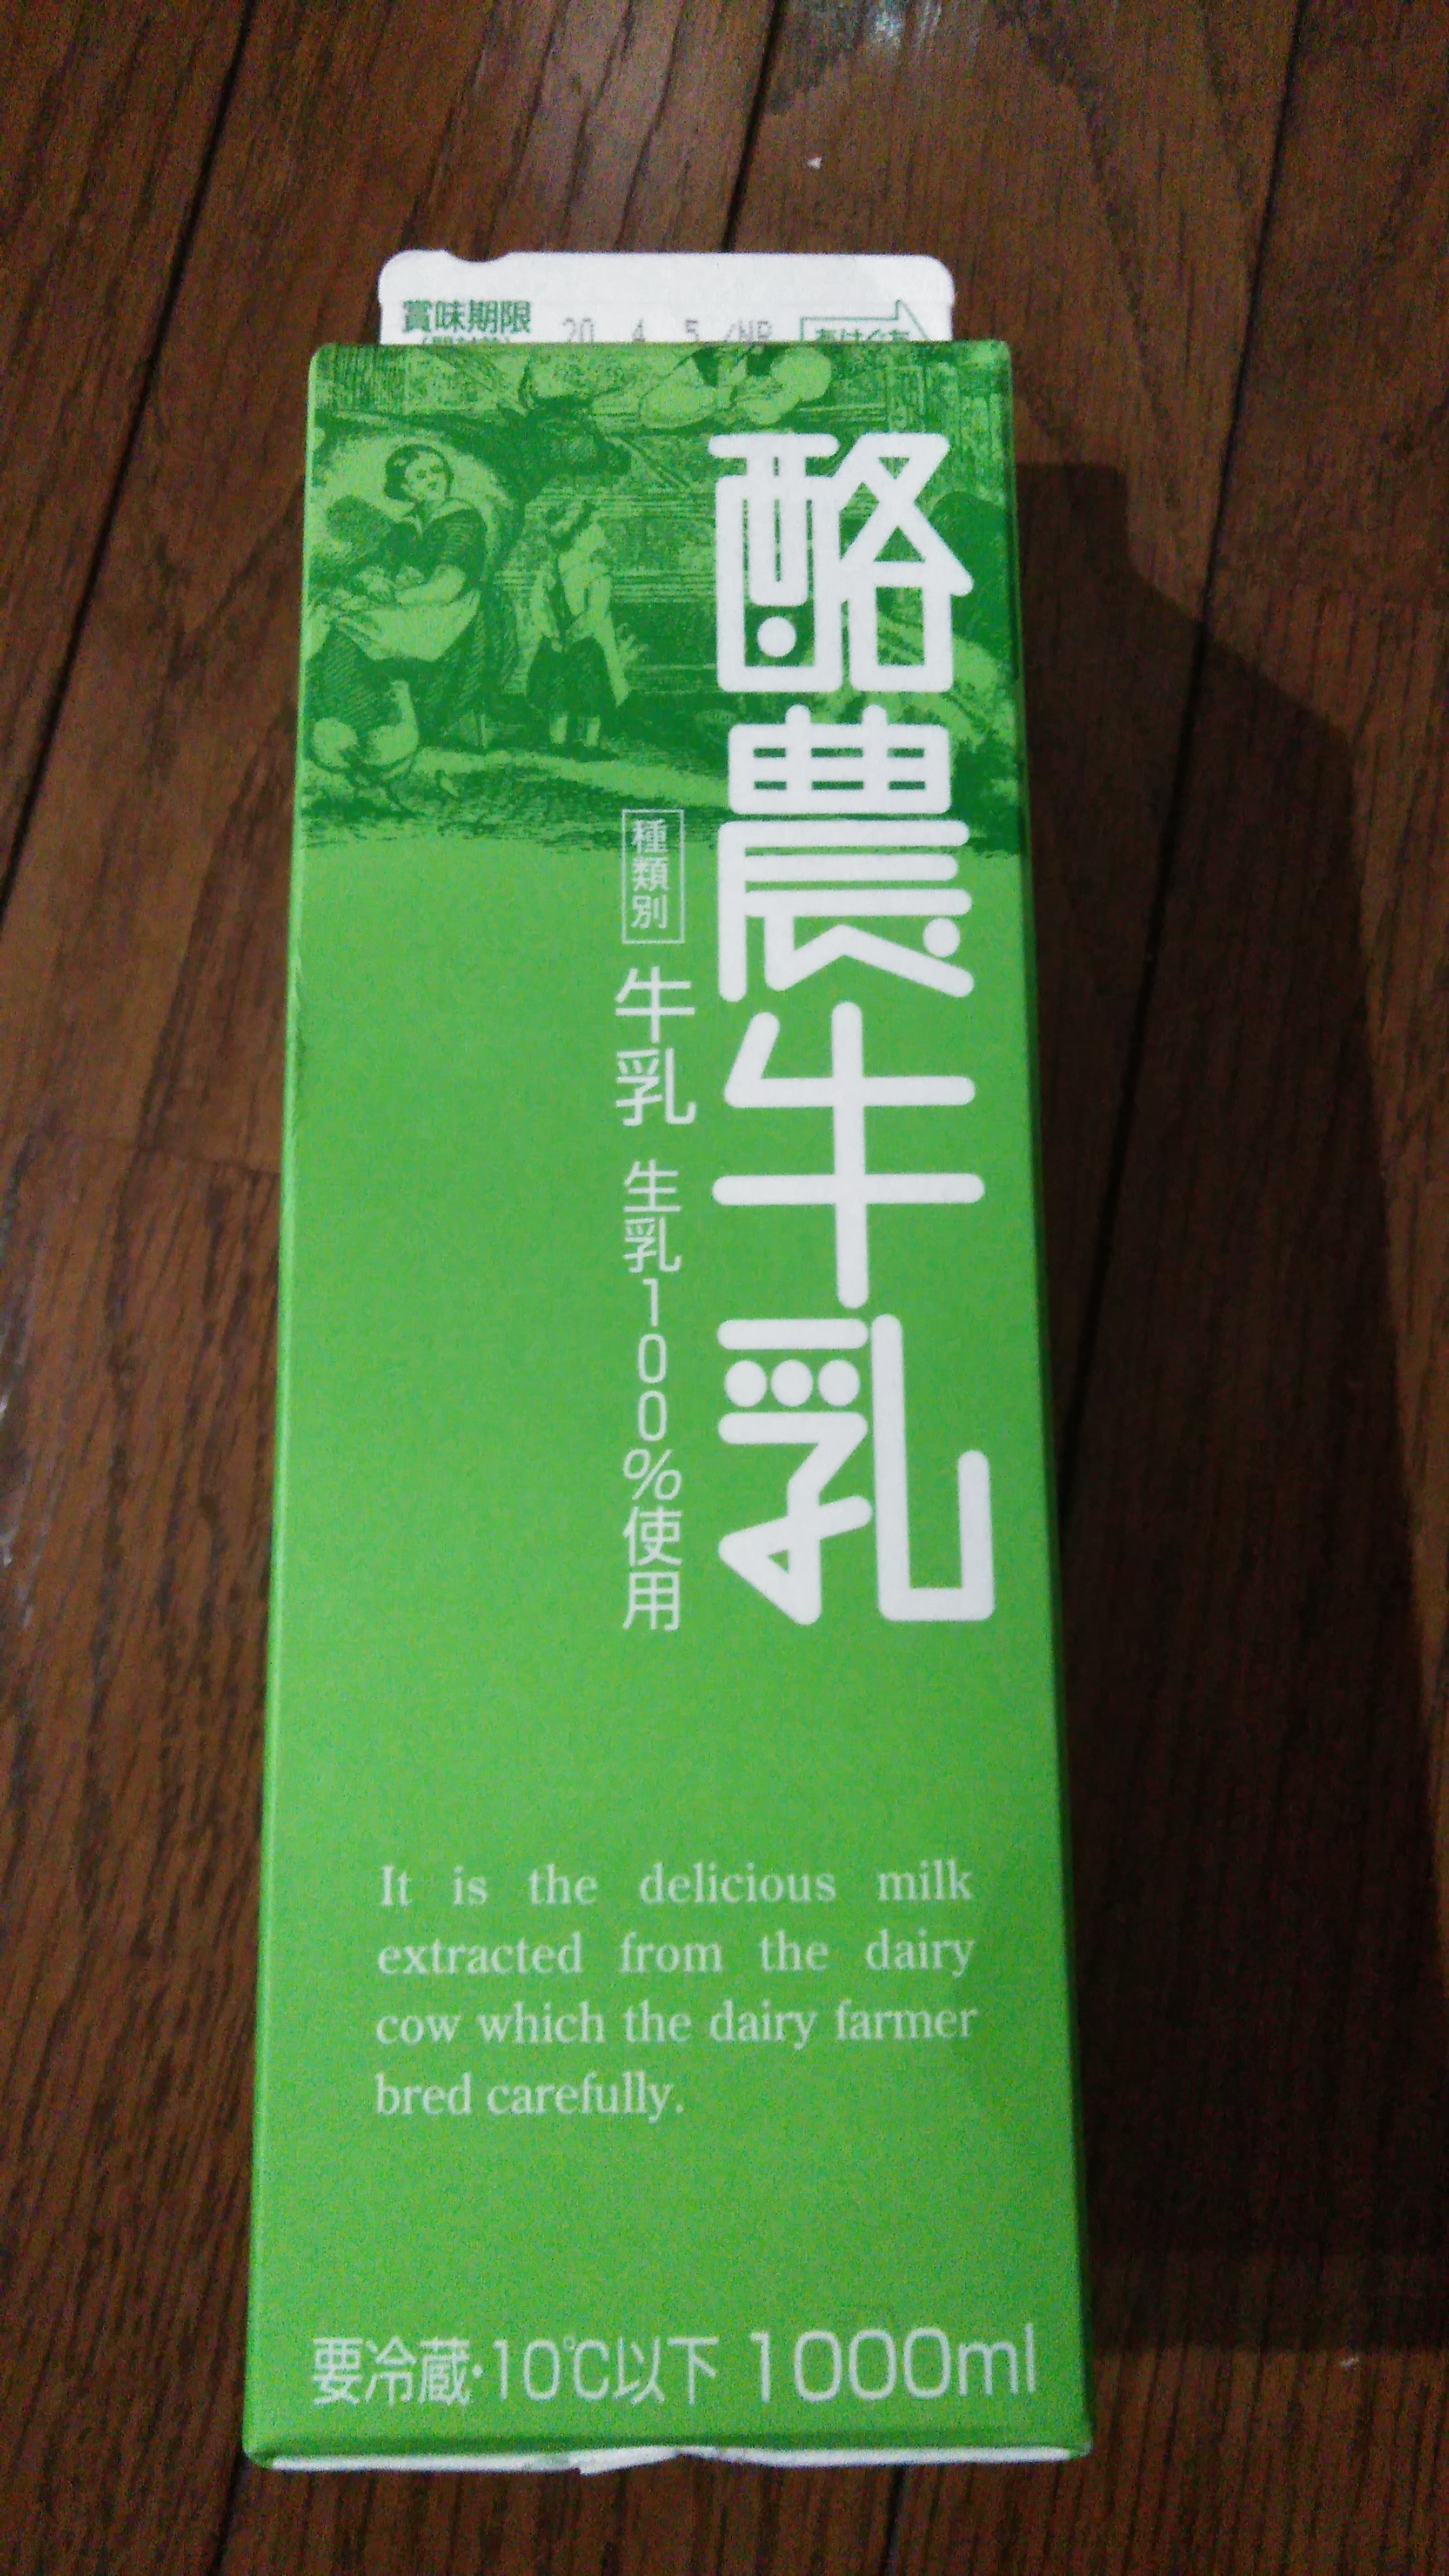 賞味期限
20. 4. 5 /NR
酪農牛乳
種類別
牛乳
生乳100%使用
It is the delicious milk
extracted from the dairy
cow which the dairy farmer
bred carefully.
要冷蔵・10℃以下 1000ml